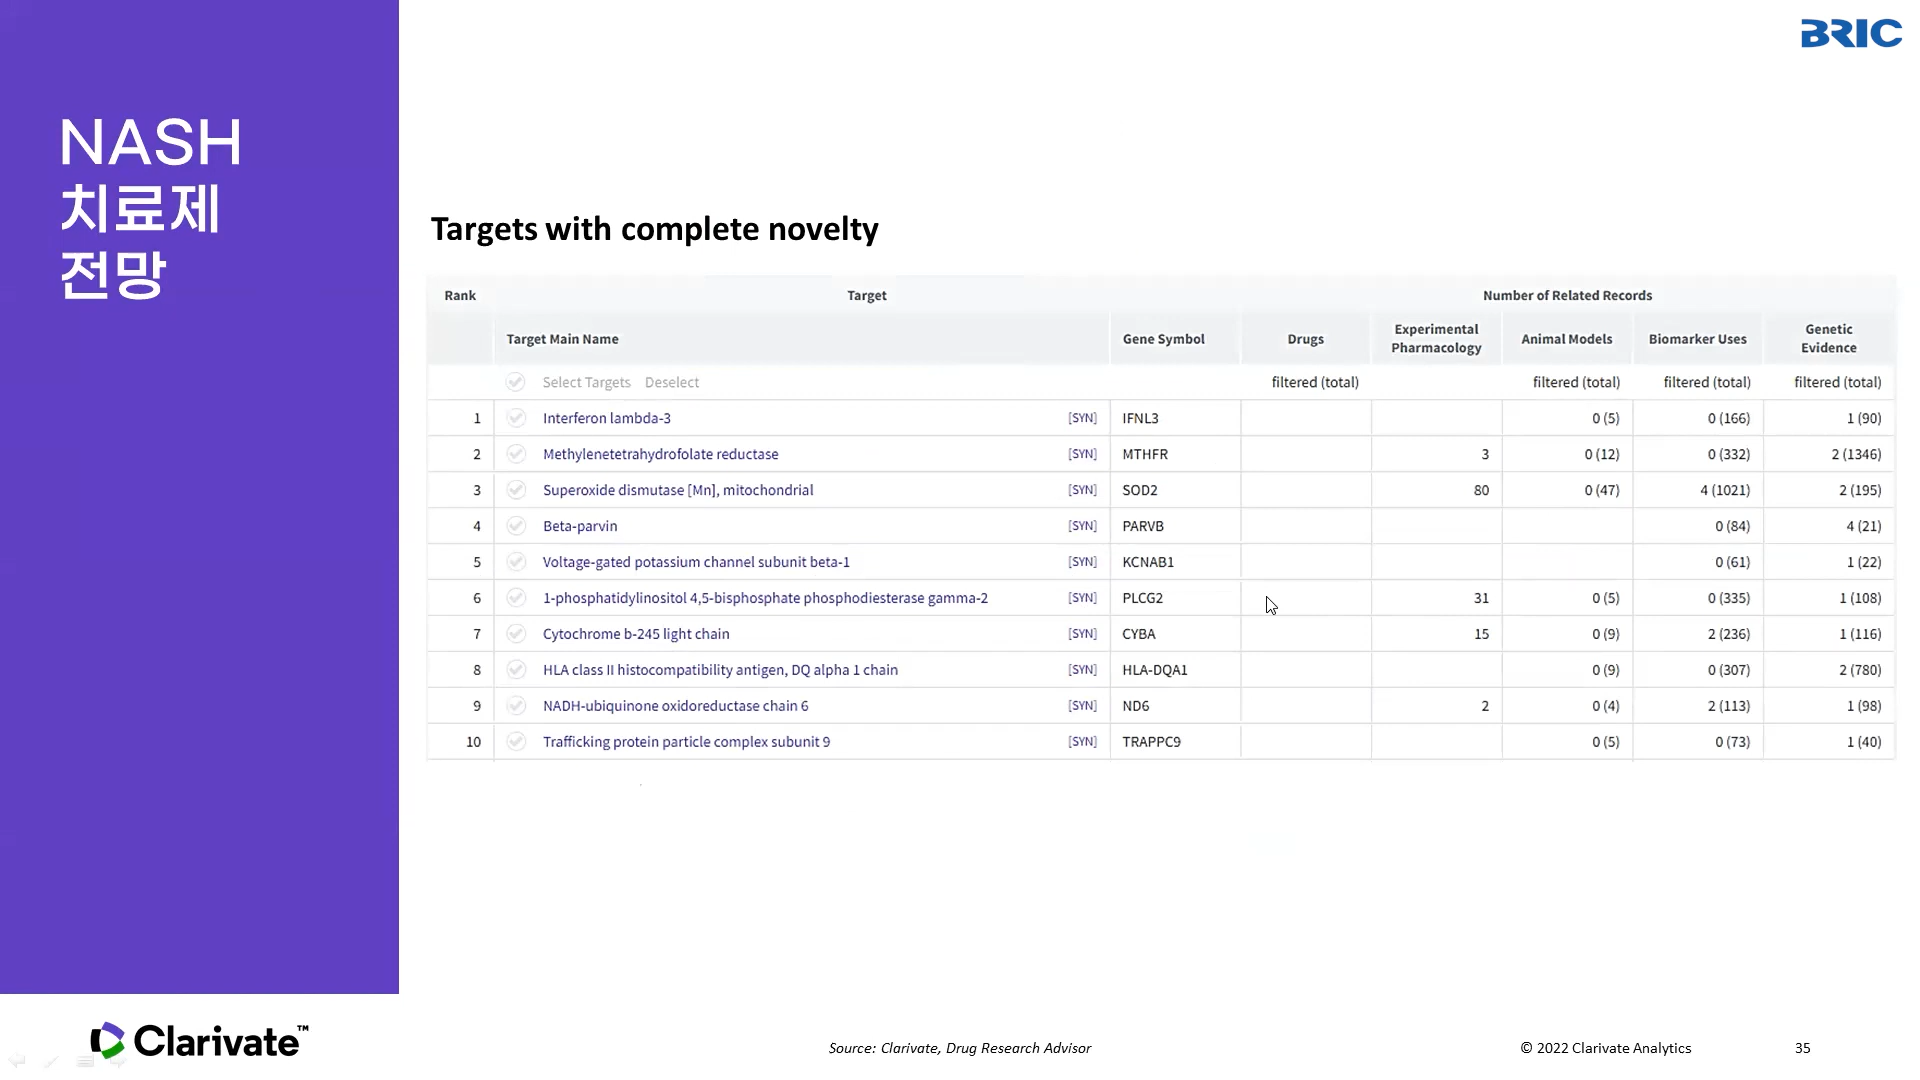 BRIC
NASH
치료제
전망
Targets with complete novelty
Rank Target Number of Related Records
Target Main Name Gene Symbol Drugs Experimental Pharmacology Animal Models Biomarker Uses Genetic Evidence
Select Targets Deselect filtered (total) filtered (total) filtered (total) filtered (total)
1 Interferon lambda-3 [SYN] IFNL3 0 (5) 0 (166) 1 (90)
2 Methylenetetrahydrofolate reductase [SYN] MTHFR 3 0 (12) 0 (332) 2 (1346)
3 Superoxide dismutase [Mn], mitochondrial [SYN] SOD2 80 0 (47) 4 (1021) 2 (195)
4 Beta-parvin [SYN] PARVB 0 (84) 4 (21)
5 Voltage-gated potassium channel subunit beta-1 [SYN] KCNAB1 0 (61) 1 (22)
6 1-phosphatidylinositol 4,5-bisphosphate phosphodiesterase gamma-2 [SYN] PLCG2 31 0 (5) 0 (335) 1 (108)
7 Cytochrome b-245 light chain [SYN] CYBA 15 0 (9) 2 (236) 1 (116)
8 HLA class II histocompatibility antigen, DQ alpha 1 chain [SYN] HLA-DQA1 0 (9) 0 (307) 2 (780)
9 NADH-ubiquinone oxidoreductase chain 6 [SYN] ND6 2 0 (4) 2 (113) 1 (98)
10 Trafficking protein particle complex subunit 9 [SYN] TRAPPC9 0 (5) 0 (73) 1 (40)
Clarivate™
Source: Clarivate, Drug Research Advisor
© 2022 Clarivate Analytics
35